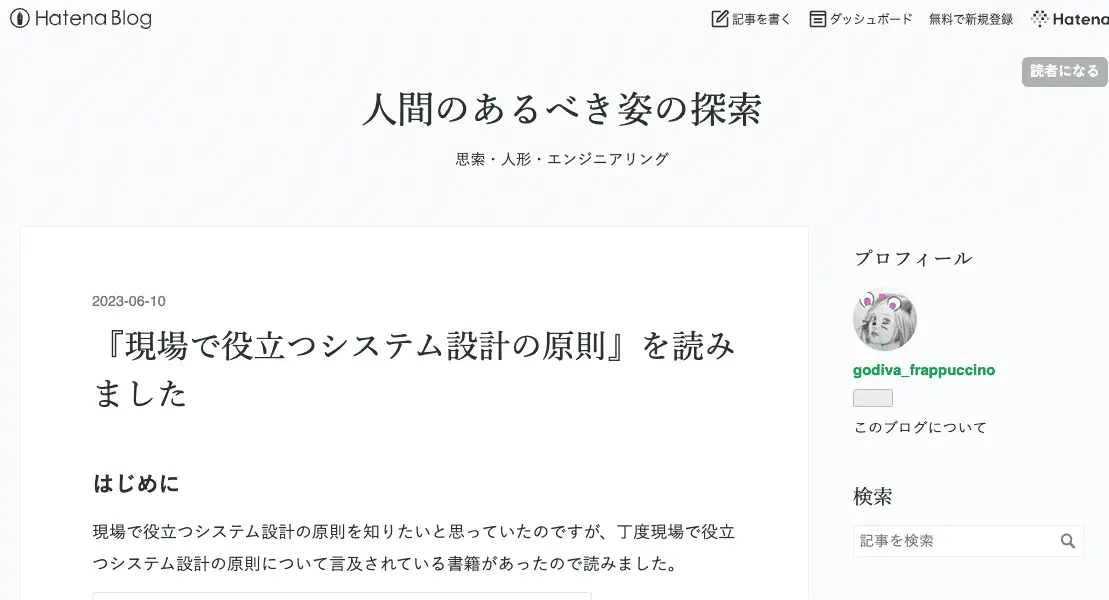 Hatena Blog
記事を書く ダッシュボード 無料で新規登録 Hatena
読者になる
人間のあるべき姿の探索
思索・人形・エンジニアリング
2023-06-10
『現場で役立つシステム設計の原則』を読み
ました
はじめに
現場で役立つシステム設計の原則を知りたいと思っていたのですが、丁度現場で役立
つシステム設計の原則について言及されている書籍があったので読みました。
プロフィール
godiva_frappuccino
このブログについて
検索
記事を検索